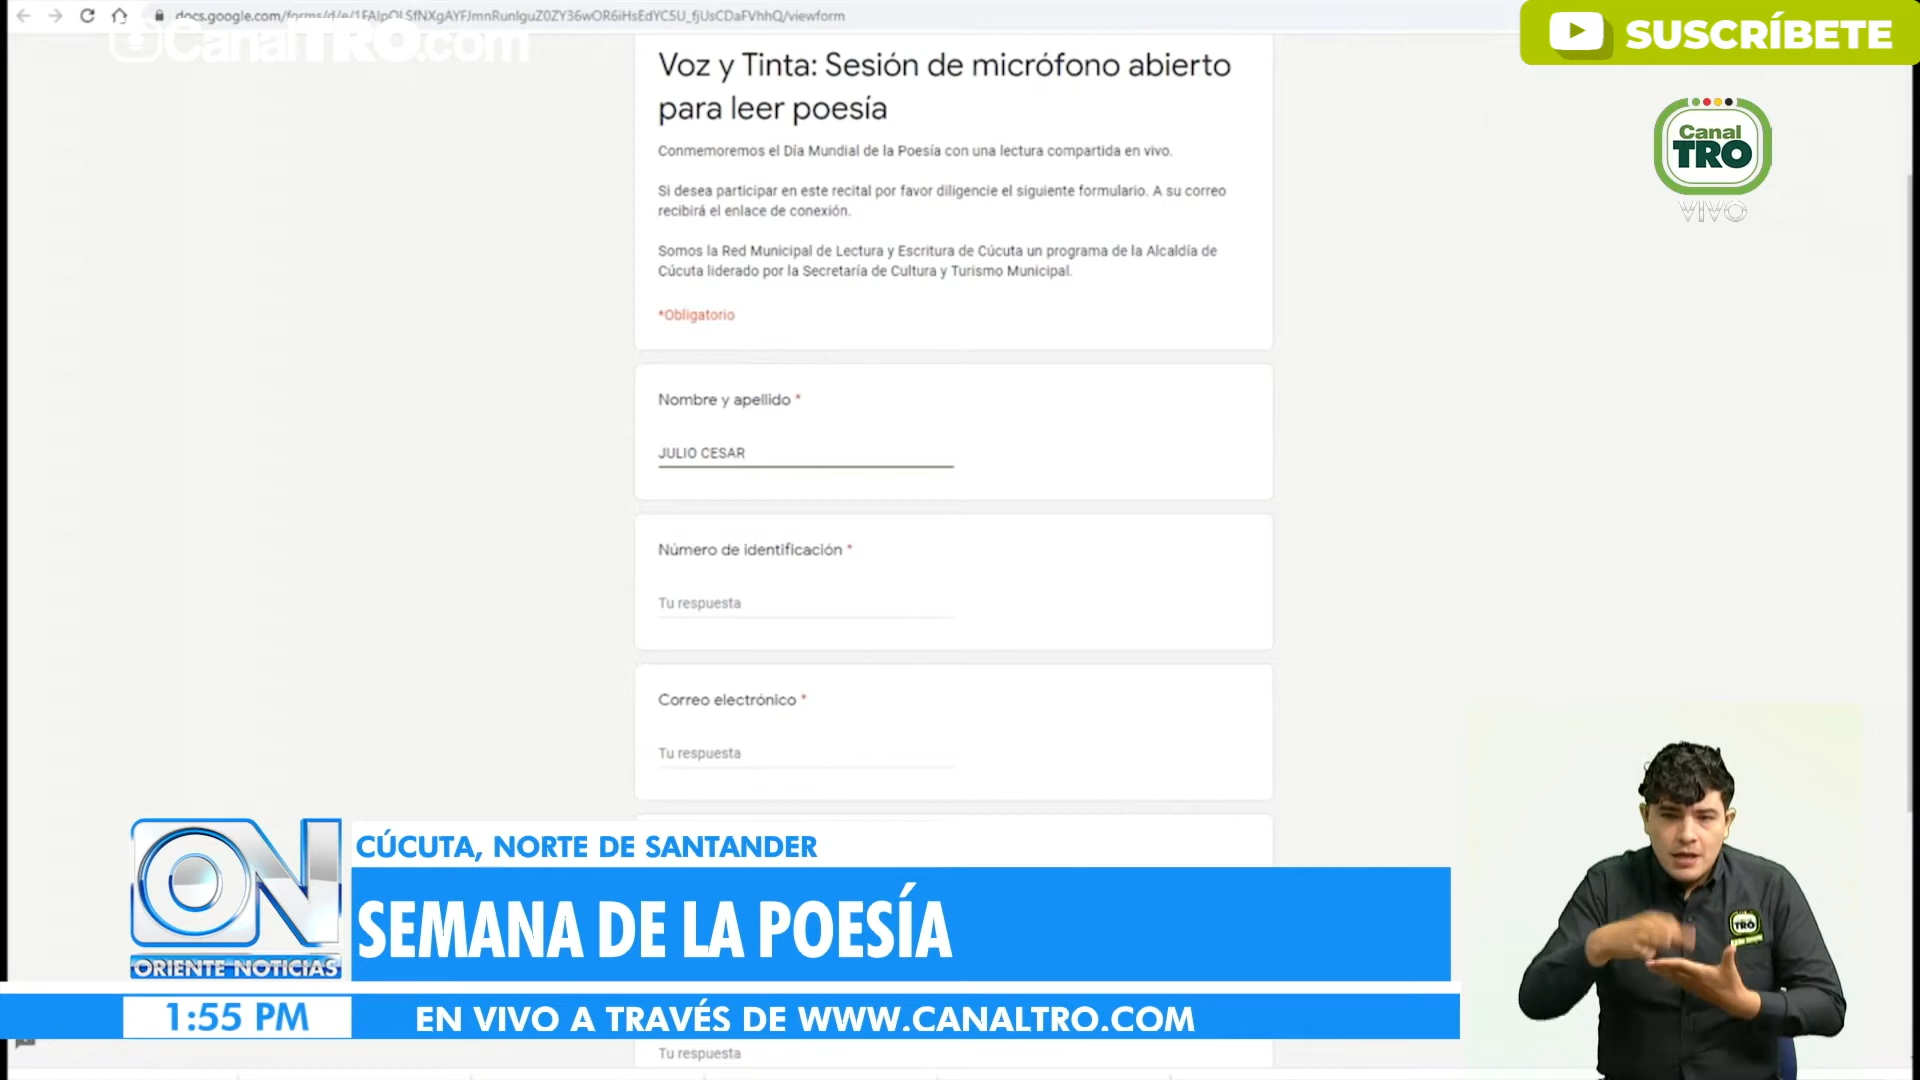 CanalTRO.com
SUSCRÍBETE
Canal
TRO
VIVO
Voz y Tinta: Sesión de micrófono abierto
para leer poesía
Conmemoremos el Día Mundial de la Poesía con una lectura compartida en vivo.
Si desea participar en este recital por favor diligencie el siguiente formulario. A su correo
recibirá el enlace de conexión.
Somos la Red Municipal de Lectura y Escritura de Cúcuta un programa de la Alcaldía de
Cúcuta liderado por la Secretaría de Cultura y Turismo Municipal.
*Obligatorio
Nombre y apellido *
JULIO CESAR
Número de identificación *
Tu respuesta
Correo electrónico *
Tu respuesta
CÚCUTA, NORTE DE SANTANDER
ON
SEMANA DE LA POESÍA
ORIENTE NOTICIAS
1:55 PM
EN VIVO A TRAVÉS DE WWW.CANALTRO.COM
Tu respuesta
TRO